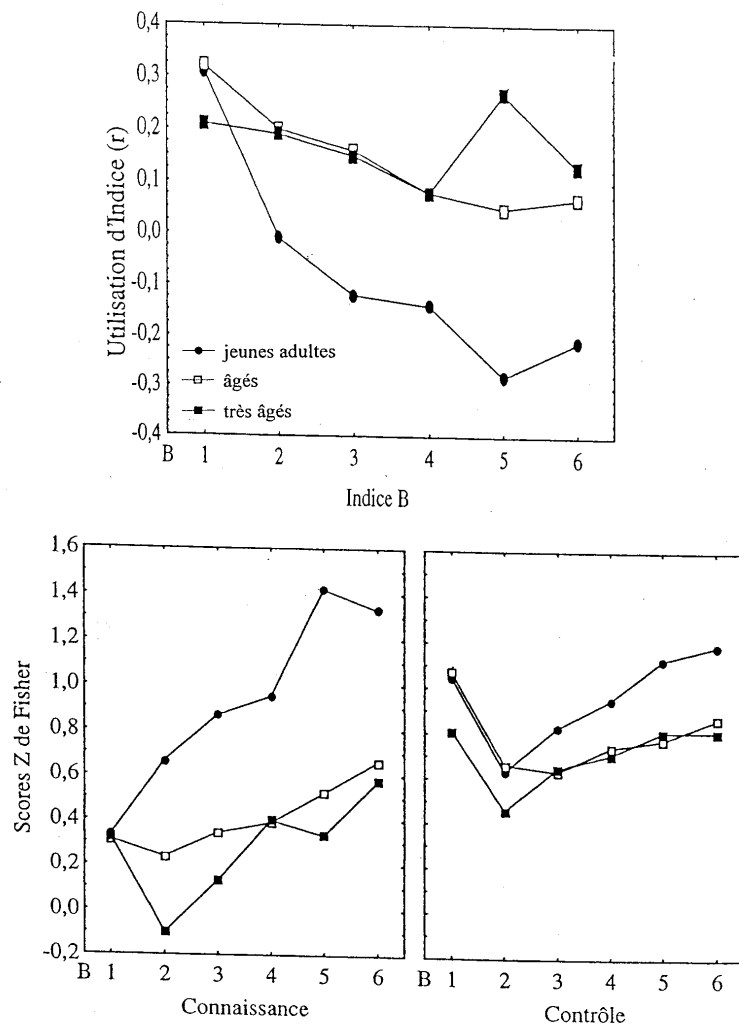 Utilisation d'Indice (r)
0,4
0,3
0,2
0,1
0,0
-0,1
-0,2
-0,3
-0,4
jeunes adultes
âgés
très âgés
B 1 2 3 4 5 6
Indice B
Scores Z de Fisher
1,6
1,4
1,2
1,0
0,8
0,6
0,4
0,2
0,0
-0,2
B 1 2 3 4 5 6
Connaissance
B 1 2 3 4 5 6
Contrôle